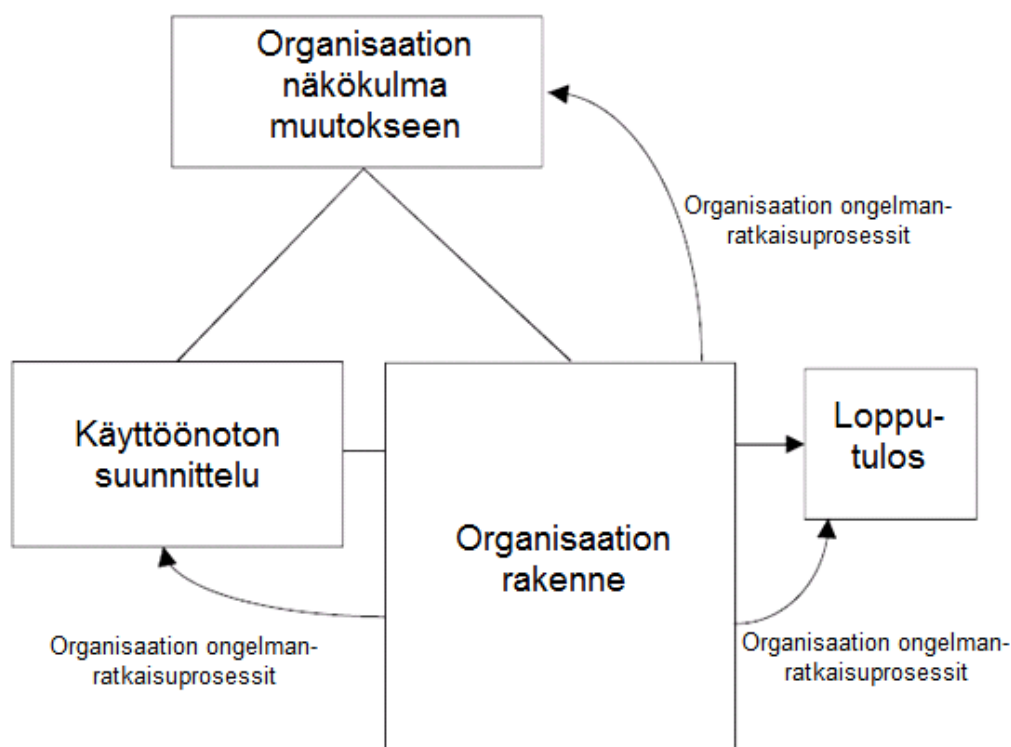 Organisaation
näkökulma
muutokseen
Organisaation ongelman-
ratkaisuprosessit
Käyttöönoton
suunnittelu
Organisaation
rakenne
Loppu-
tulos
Organisaation ongelman-
ratkaisuprosessit
Organisaation ongelman-
ratkaisuprosessit